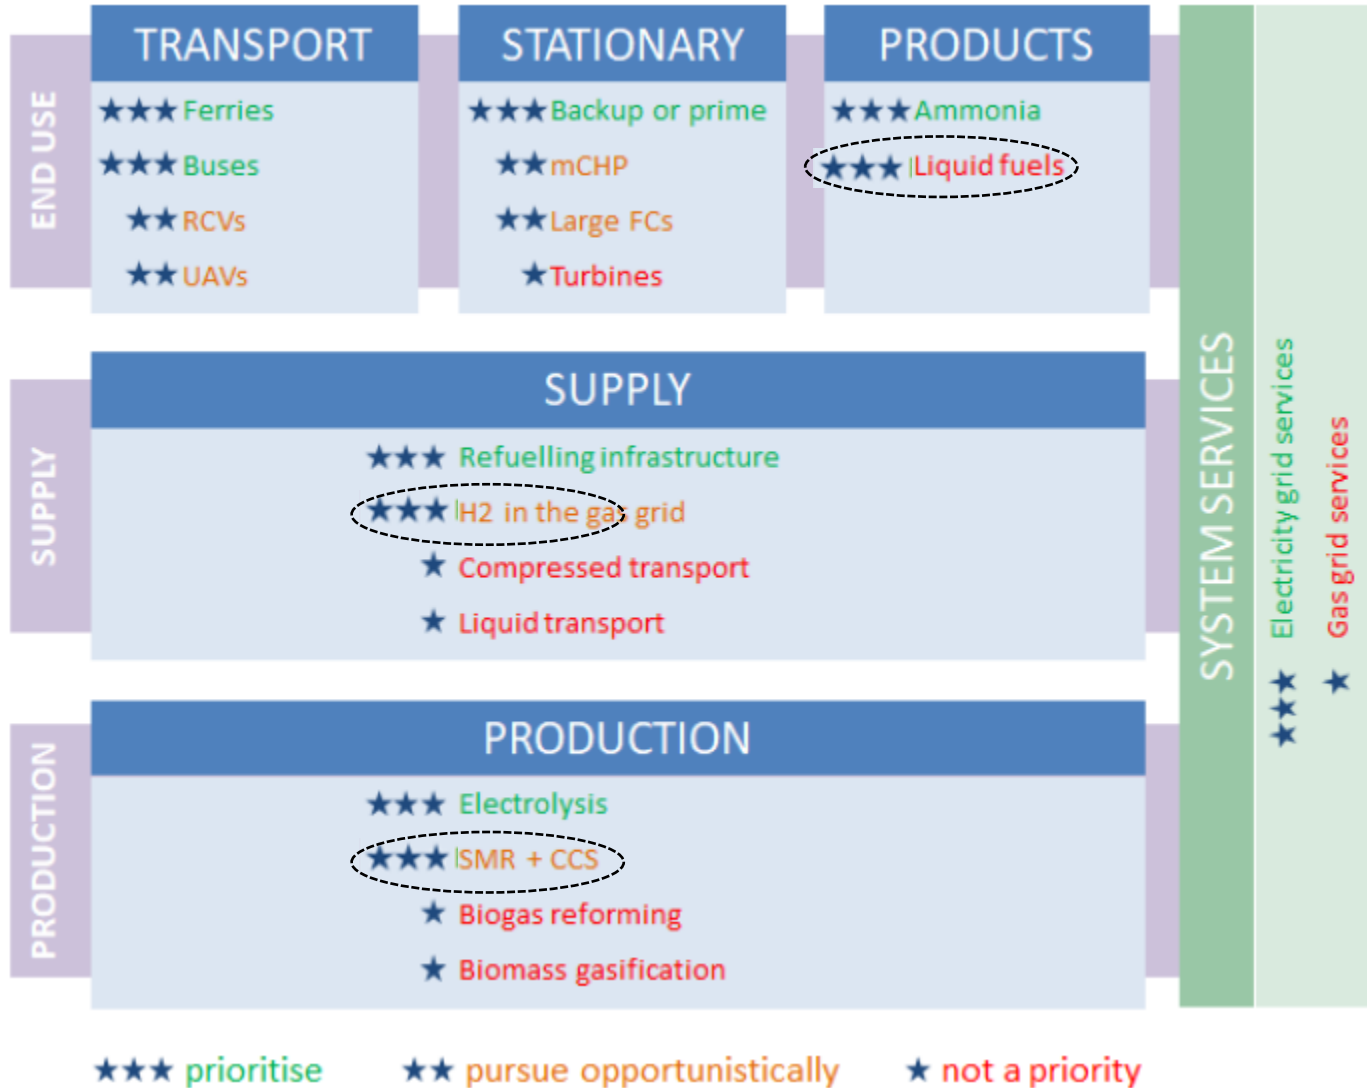 TRANSPORT
★★★ Ferries
★★★ Buses
★★ RCVs
★★ UAVs
STATIONARY
★★★ Backup or prime
★★ mCHP
★★ Large FCs
★ Turbines
PRODUCTS
★★★ Ammonia
★★★ Liquid fuels
END USE
SUPPLY
★★★ Refuelling infrastructure
★★★ H2 in the gas grid
★ Compressed transport
★ Liquid transport
SUPPLY
PRODUCTION
★★★ Electrolysis
★★★ SMR + CCS
★ Biogas reforming
★ Biomass gasification
PRODUCTION
SYSTEM SERVICES
★★★ Electricity grid services
★ Gas grid services
★★★ prioritise ★★ pursue opportunistically ★ not a priority